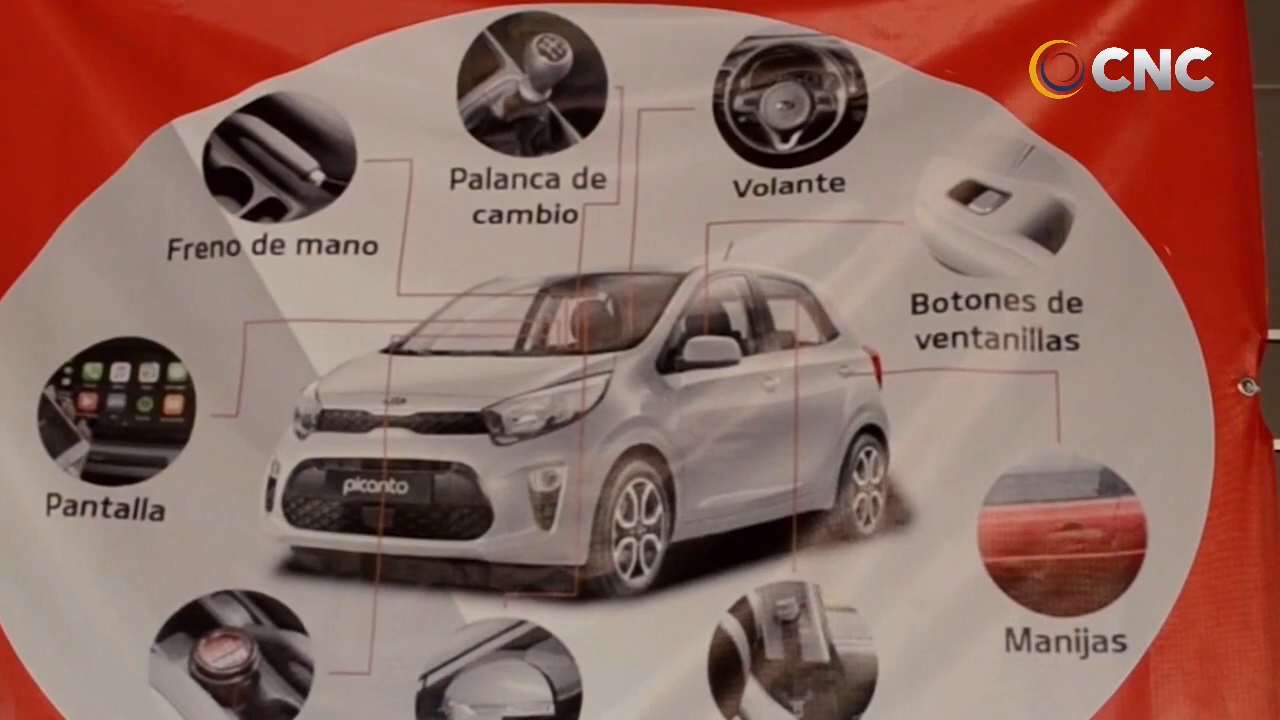 CNC
Palanca de
cambio
Volante
Freno de mano
Botones de
ventanillas
Pantalla
picanto
Manijas